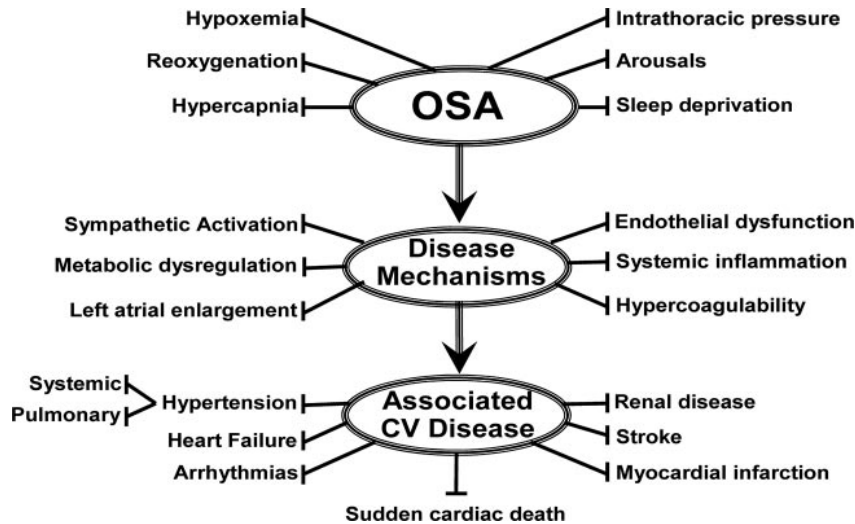 Hypoxemia
Intrathoracic pressure
Reoxygenation
Arousals
Hypercapnia
OSA
Sleep deprivation
Sympathetic Activation
Endothelial dysfunction
Metabolic dysregulation
Disease
Mechanisms
Systemic inflammation
Left atrial enlargement
Hypercoagulability
Systemic
Pulmonary
Hypertension
Associated
CV Disease
Renal disease
Heart Failure
Stroke
Arrhythmias
Myocardial infarction
Sudden cardiac death